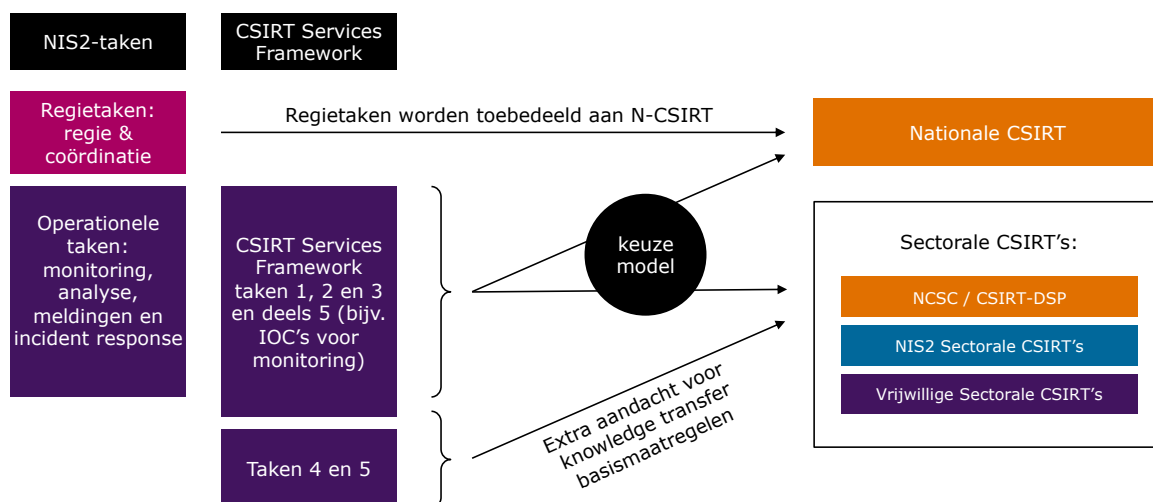 NIS2-taken
CSIRT Services
Framework
Regietaken:
regie &
coördinatie
Regietaken worden toebedeeld aan N-CSIRT
Nationale CSIRT
Operationele
taken:
monitoring,
analyse,
meldingen en
incident response
CSIRT Services
Framework
taken 1, 2 en 3
en deels 5 (bijv.
IOC's voor
monitoring)
keuze
model
Sectorale CSIRT's:
NCSC / CSIRT-DSP
NIS2 Sectorale CSIRT's
Vrijwillige Sectorale CSIRT's
Taken 4 en 5
Extra aandacht voor
knowledge transfer
basismaatregelen